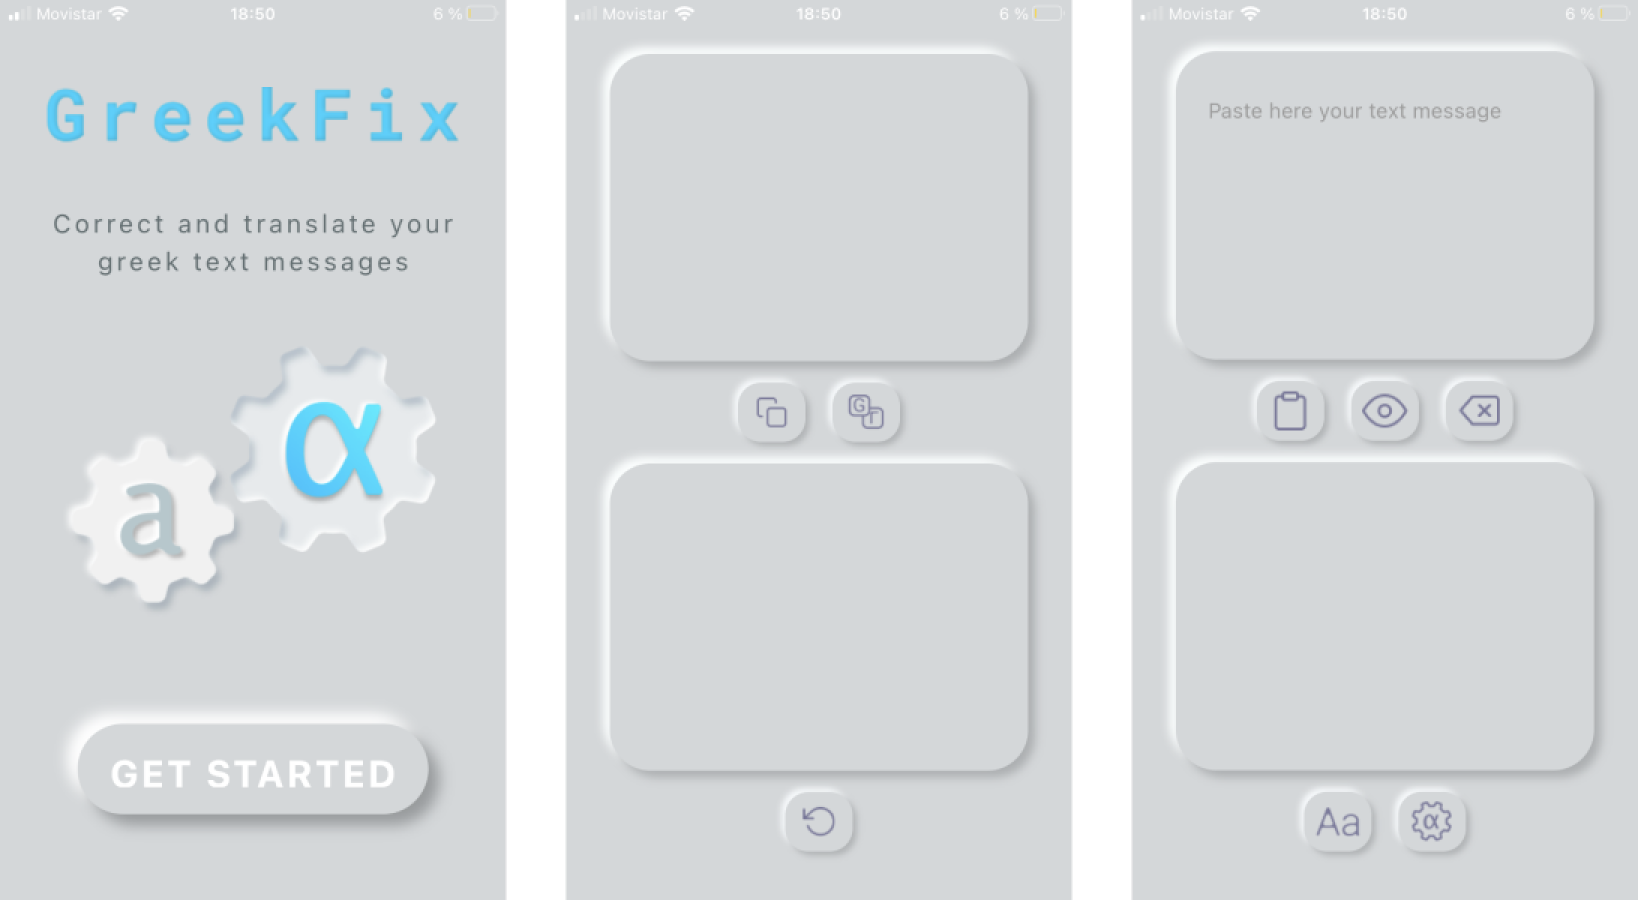 Movistar 18:50 6 %
GreekFix
Correct and translate your
greek text messages
α
a
GET STARTED
Movistar 18:50 6 %
G
Movistar 18:50 6 %
Paste here your text message
Aa
α